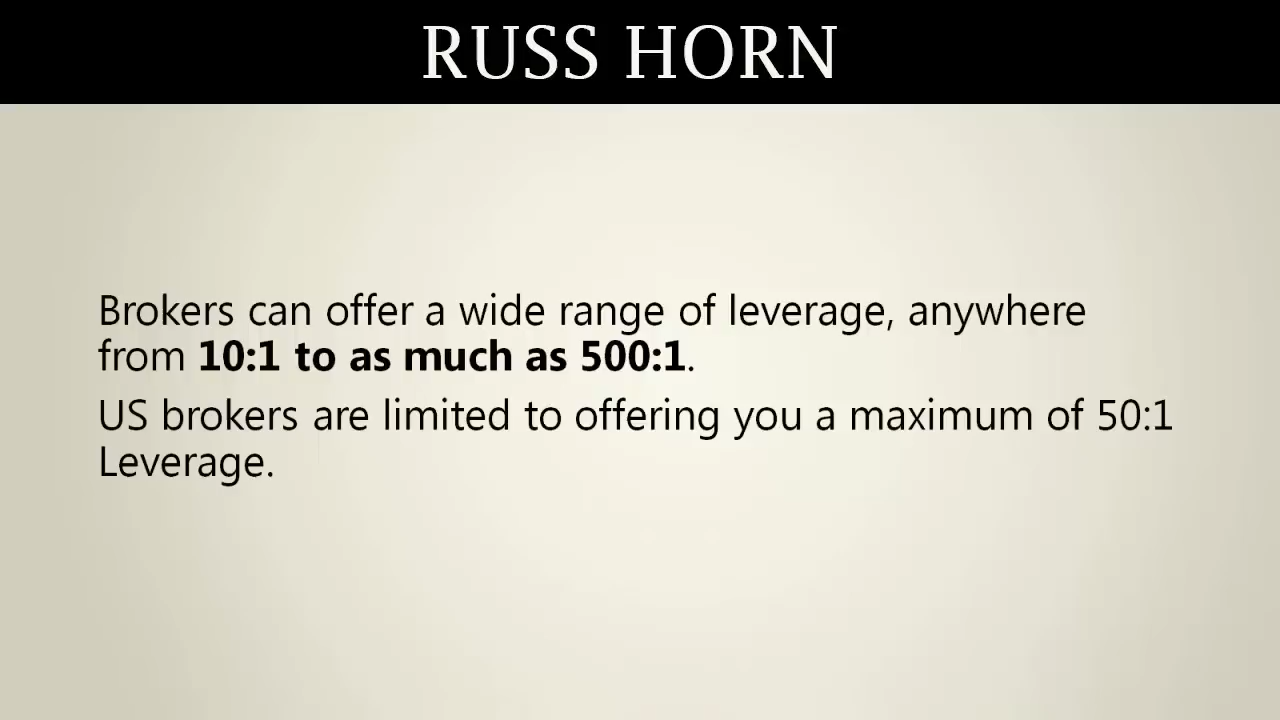 RUSS HORN
Brokers can offer a wide range of leverage, anywhere
from 10:1 to as much as 500:1.
US brokers are limited to offering you a maximum of 50:1
Leverage.